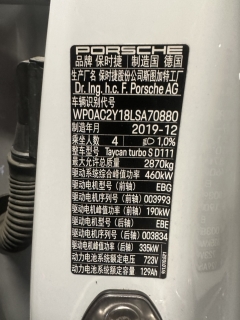 PORSCHE
品牌 保时捷 制造国 德国
生产厂名 保时捷股份公司斯图加特工厂
Dr. Ing. h.c. F. Porsche AG
车辆识别代号
WP0AC2Y18LSA70880
制造年月 2019-12
乘坐人数 4 1.0%
整车型号 Taycan turbo S D111
最大允许总质量 2870kg
驱动系统综合峰值功率 460kW
驱动电机型号（前轴） EBG
驱动电机编号（前轴） 003993
驱动电机峰值功率（前轴） 190kW
驱动电机型号（后轴） EBE
驱动电机编号（后轴） 003834
驱动电机峰值功率（后轴） 335kW
动力电池系统额定电压 723V
动力电池系统额定容量 129Ah